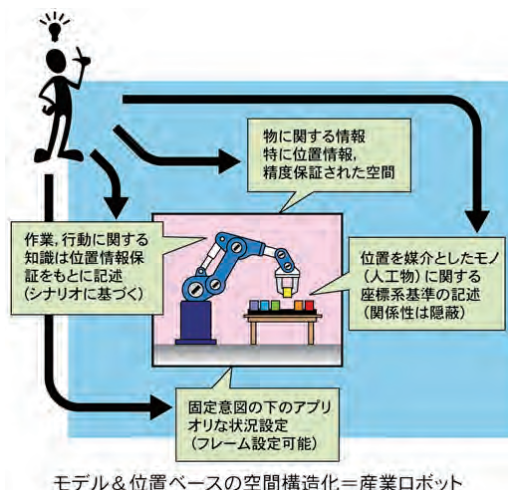 物に関する情報
特に位置情報,
精度保証された空間
作業,行動に関する
知識は位置情報保
証をもとに記述
(シナリオに基づく)
位置を媒介としたモノ
(人工物)に関する
座標系基準の記述
(関係性は隠蔽)
固定意図の下のアプリ
オリな状況設定
(フレーム設定可能)
モデル&位置ベースの空間構造化=産業ロボット